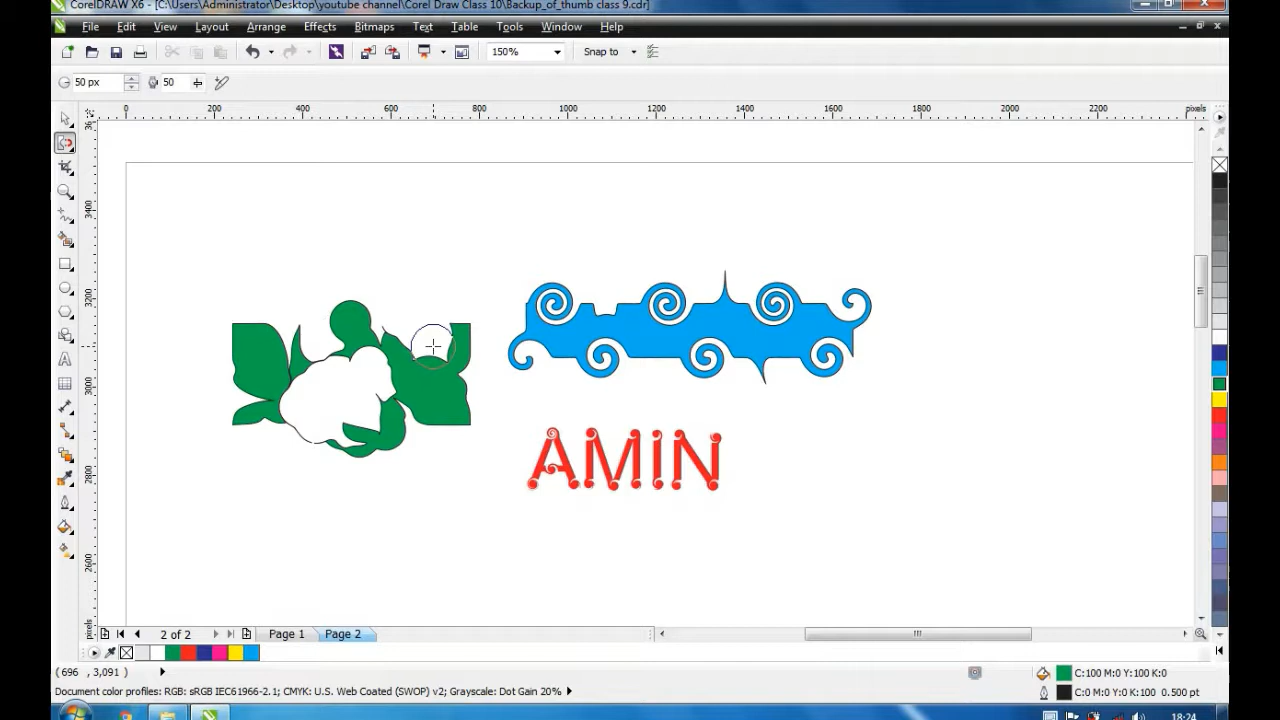 CorelDRAW X6 - [C:\Users\Administrator\Desktop\youtube channel\Corel Draw Class 10\Backup_of_thumb class 9.cdr]
File Edit View Layout Arrange Effects Bitmaps Text Table Tools Window Help
150% Snap to
50 px 50
0 200 400 600 800 1000 1200 1400 1600 1800 2000 2200 pixels
3400
3200
3000
2800
2600
pixels
AMIN
2 of 2 Page 1 Page 2
(696 , 3,091 ) C:100 M:0 Y:100 K:0
Document color profiles: RGB: sRGB IEC61966-2.1; CMYK: U.S. Web Coated (SWOP) v2; Grayscale: Dot Gain 20% C:0 M:0 Y:0 K:100 0.500 pt
18:24